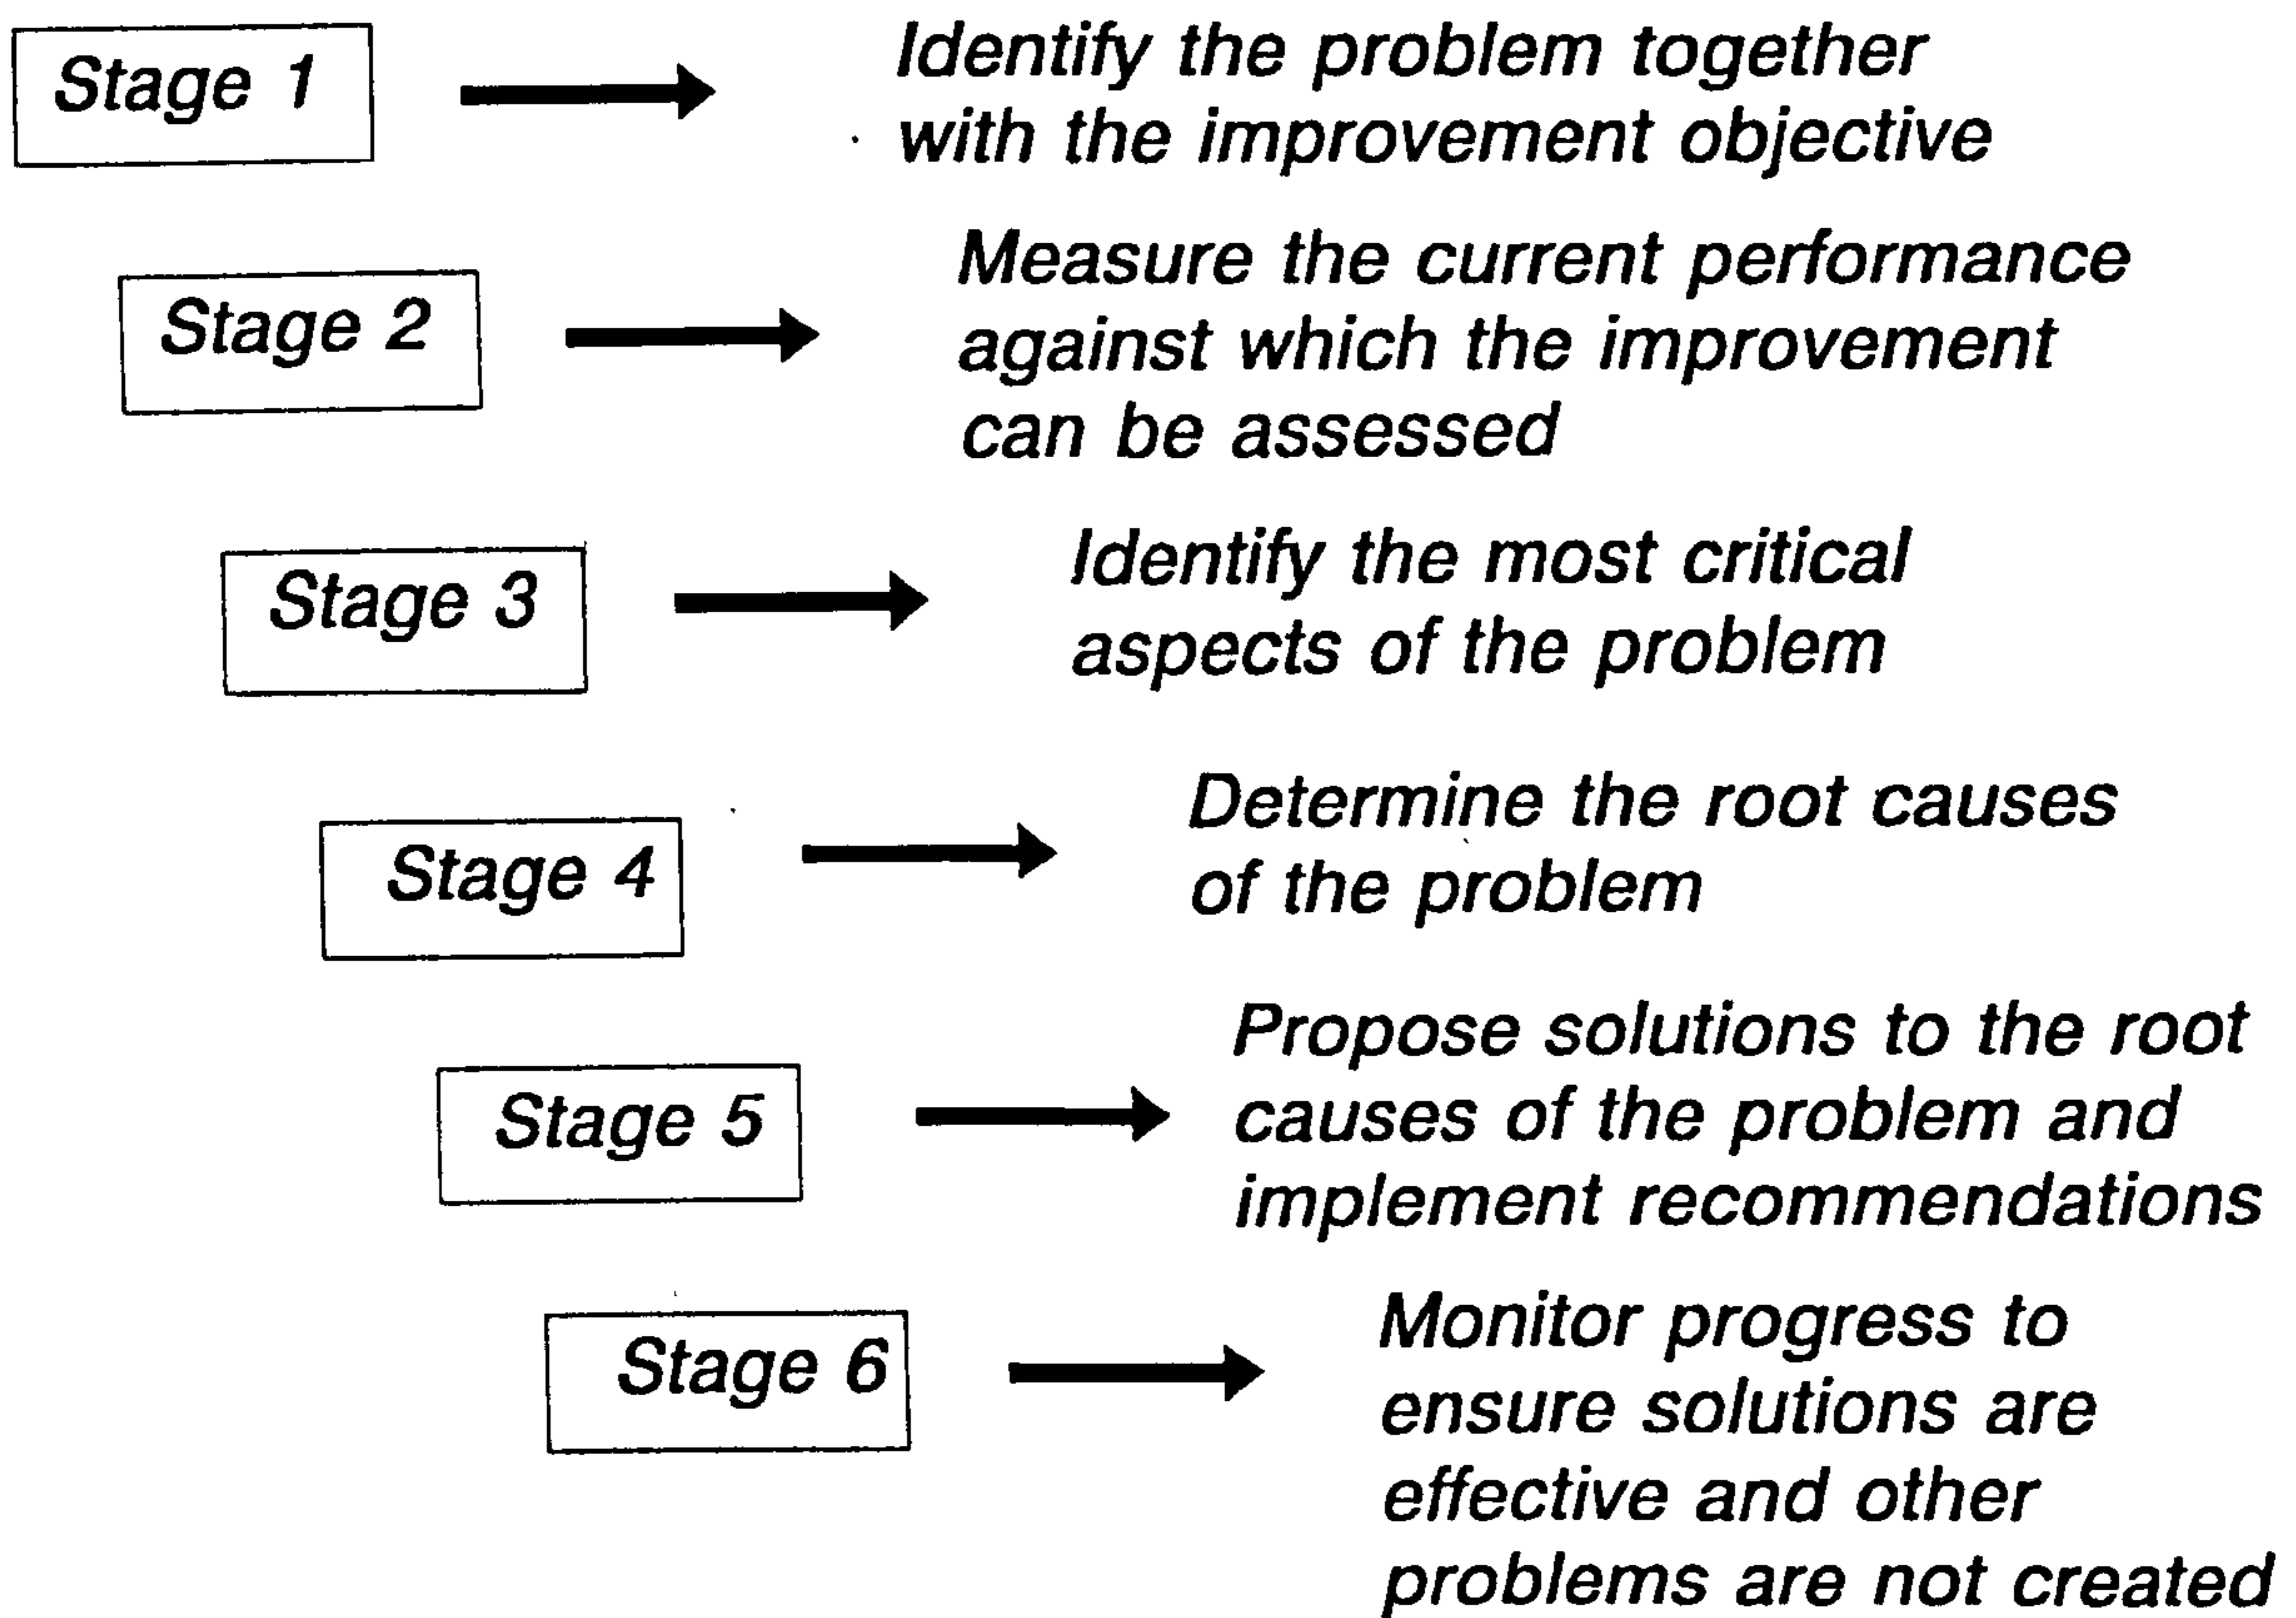 Stage 1
Identify the problem together
with the improvement objective
Stage 2
Measure the current performance
against which the improvement
can be assessed
Stage 3
Identify the most critical
aspects of the problem
Stage 4
Determine the root causes
of the problem
Stage 5
Propose solutions to the root
causes of the problem and
implement recommendations
Stage 6
Monitor progress to
ensure solutions are
effective and other
problems are not created